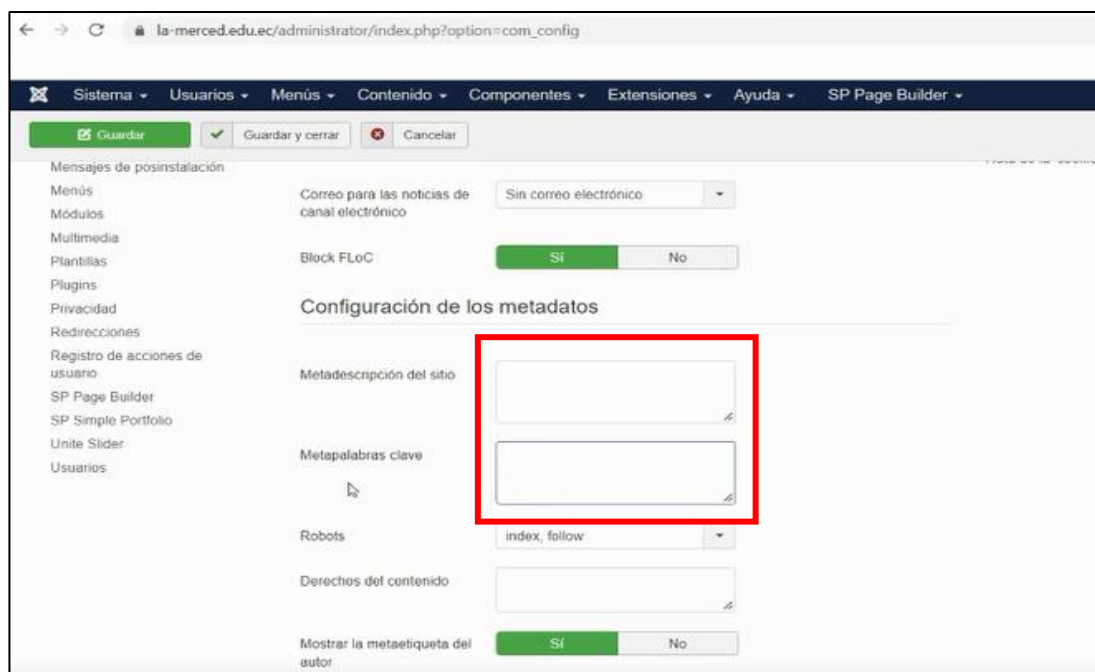 la-merced.edu.ec/administrator/index.php?option=com_config
Sistema Usuarios Menús Contenido Componentes Extensiones Ayuda SP Page Builder
Guardar Guardar y cerrar Cancelar
Mensajes de posinstalación
Menús
Módulos
Multimedia
Plantillas
Plugins
Privacidad
Redirecciones
Registro de acciones de
usuario
SP Page Builder
SP Simple Portfolio
Unite Slider
Usuarios
Correo para las noticias de
canal electrónico
Sin correo electrónico
Block FLoC
Sí No
Configuración de los metadatos
Metadescripción del sitio
Metapalabras clave
Robots
index, follow
Derechos del contenido
Mostrar la metaetiqueta del
autor
Sí No